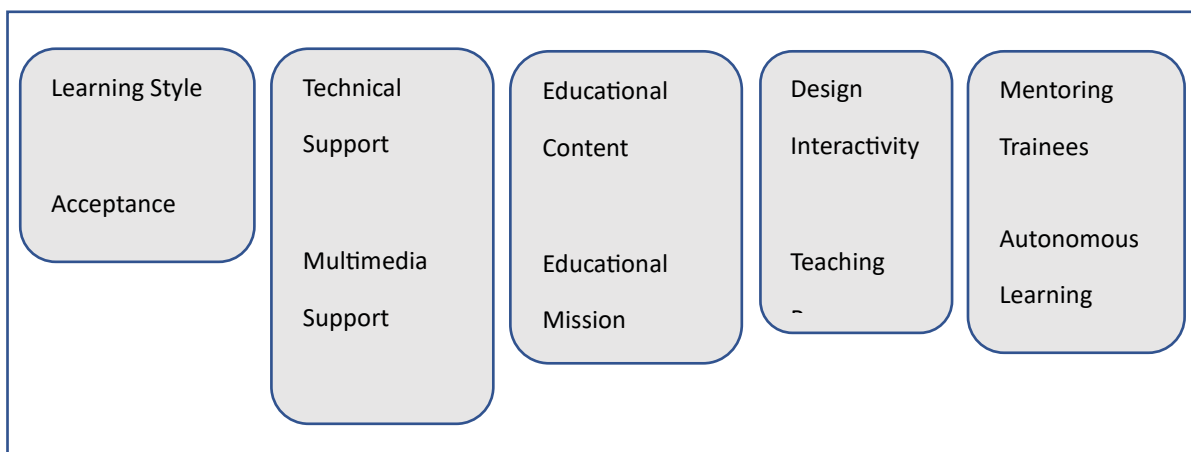 Learning Style
Acceptance
Technical
Support
Multimedia
Support
Educational
Content
Educational
Mission
Design
Interactivity
Teaching
Mentoring
Trainees
Autonomous
Learning